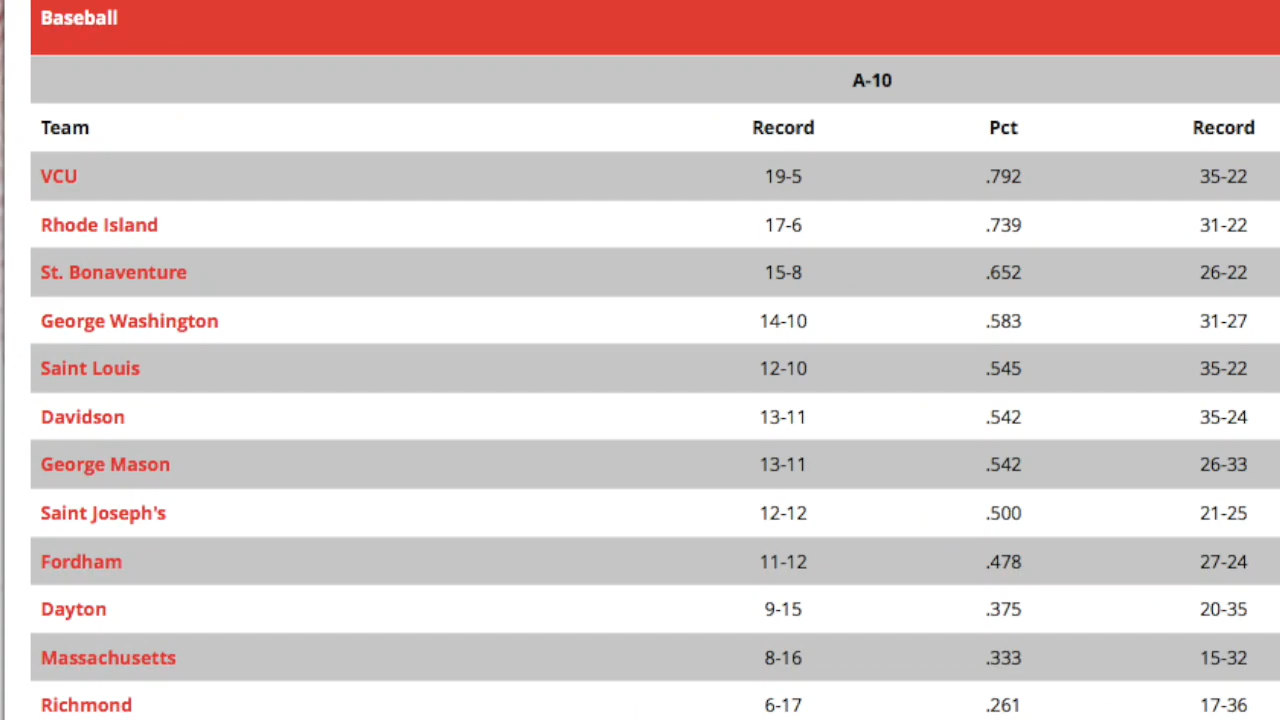 Baseball
A-10
Team Record Pct Record
VCU 19-5 .792 35-22
Rhode Island 17-6 .739 31-22
St. Bonaventure 15-8 .652 26-22
George Washington 14-10 .583 31-27
Saint Louis 12-10 .545 35-22
Davidson 13-11 .542 35-24
George Mason 13-11 .542 26-33
Saint Joseph's 12-12 .500 21-25
Fordham 11-12 .478 27-24
Dayton 9-15 .375 20-35
Massachusetts 8-16 .333 15-32
Richmond 6-17 .261 17-36